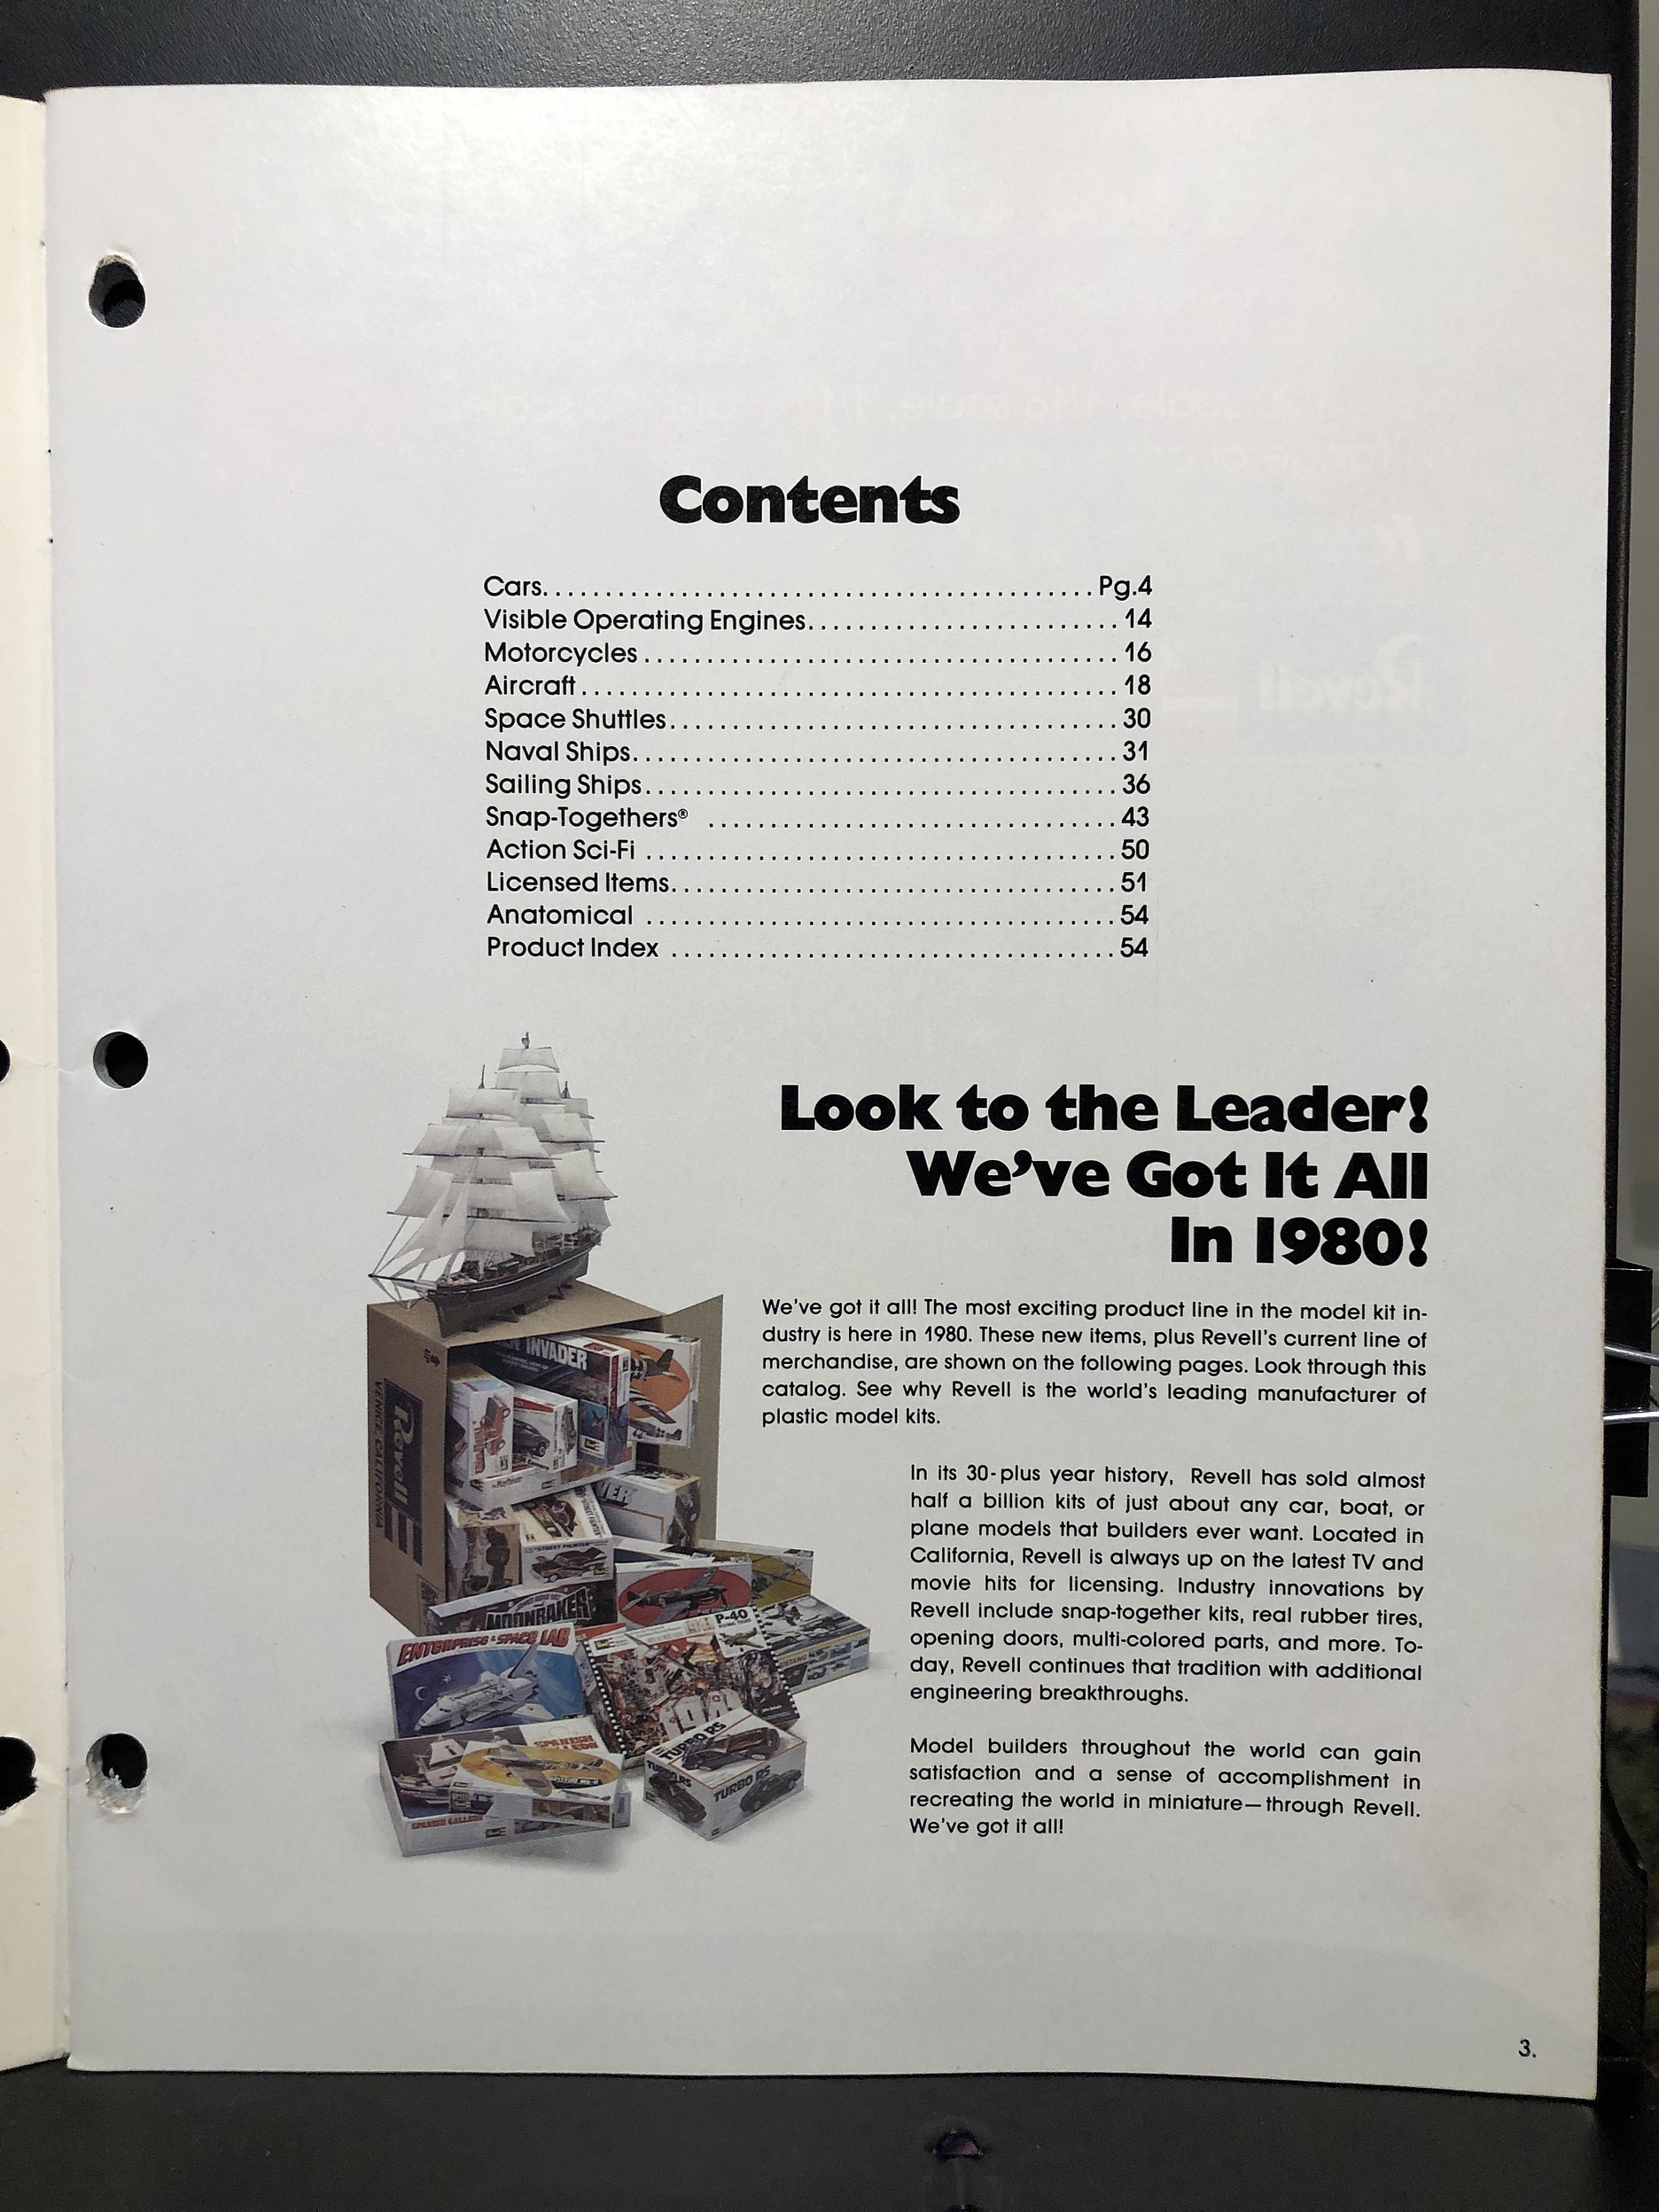 Contents
Cars............................................Pg.4
Visible Operating Engines.........................14
Motorcycles......................................16
Aircraft...........................................18
Space Shuttles....................................30
Naval Ships.......................................31
Sailing Ships......................................36
Snap-Togethers® .................................43
Action Sci-Fi .....................................50
Licensed Items....................................51
Anatomical ......................................54
Product Index ....................................54
Look to the Leader!
We've Got It All
In 1980!
We've got it all! The most exciting product line in the model kit in-
dustry is here in 1980. These new items, plus Revell's current line of
merchandise, are shown on the following pages. Look through this
catalog. See why Revell is the world's leading manufacturer of
plastic model kits.
In its 30-plus year history, Revell has sold almost
half a billion kits of just about any car, boat, or
plane models that builders ever want. Located in
California, Revell is always up on the latest TV and
movie hits for licensing. Industry innovations by
Revell include snap-together kits, real rubber tires,
opening doors, multi-colored parts, and more. To-
day, Revell continues that tradition with additional
engineering breakthroughs.
Model builders throughout the world can gain
satisfaction and a sense of accomplishment in
recreating the world in miniature—through Revell.
We've got it all!
INVADER
Revell
VENICE, CALIFORNIA
MOONRAKER
P-40
ENTERPRISE & SPACE LAB
SPANISH
SPANISH GALLEON
TURBO RS
TURBO RS
TURBO RS
3.